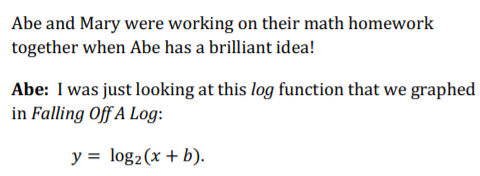 Abe and Mary were working on their math homework
together when Abe has a brilliant idea!
Abe: I was just looking at this log function that we graphed
in Falling Off A Log:
y = log₂(x + b).